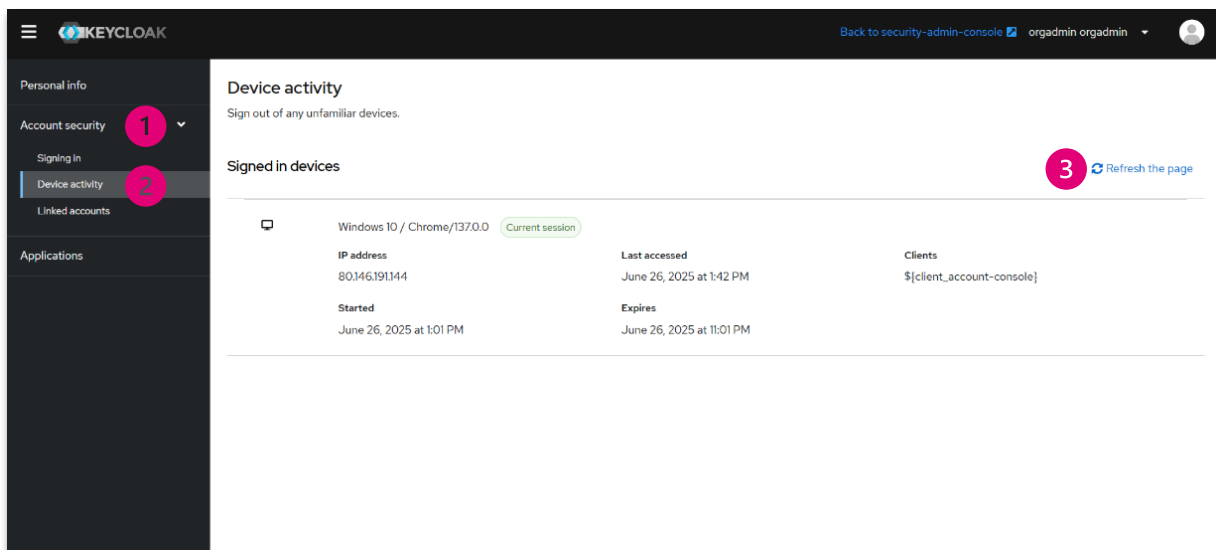 KEYCLOAK
Back to security-admin-console orgadmin orgadmin
Personal info
Account security 1
Signing in
Device activity 2
Linked accounts
Applications
Device activity
Sign out of any unfamiliar devices.
Signed in devices
3 Refresh the page
Windows 10 / Chrome/137.0.0 Current session
IP address Last accessed Clients
80.146.191.144 June 26, 2025 at 1:42 PM ${client_account-console}
Started Expires
June 26, 2025 at 1:01 PM June 26, 2025 at 11:01 PM